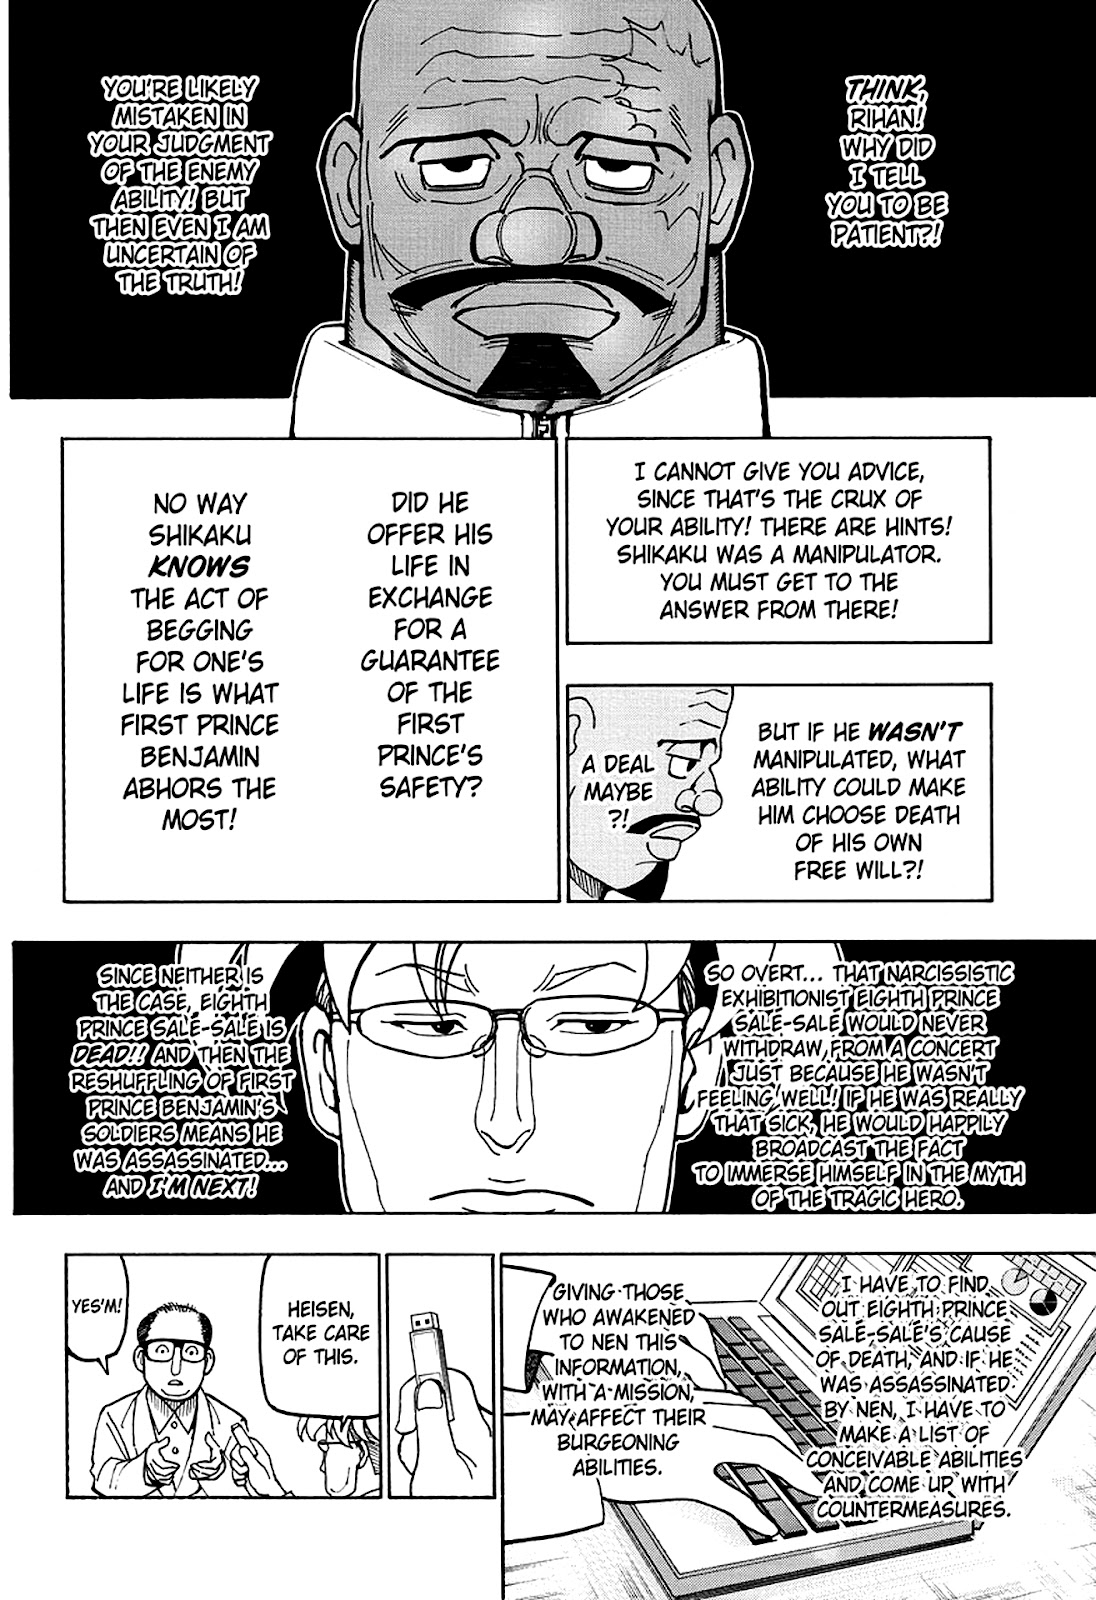 THINK,
RIHAN!
WHY DID
I TELL
YOU TO BE
PATIENT?!
YOU'RE LIKELY
MISTAKEN IN
YOUR JUDGMENT
OF THE ENEMY
ABILITY! BUT
THEN EVEN I AM
UNCERTAIN OF
THE TRUTH!
I CANNOT GIVE YOU ADVICE,
SINCE THAT'S THE CRUX OF
YOUR ABILITY! THERE ARE HINTS!
SHIKAKU WAS A MANIPULATOR.
YOU MUST GET TO THE
ANSWER FROM THERE!
BUT IF HE WASN'T
MANIPULATED, WHAT
ABILITY COULD MAKE
HIM CHOOSE DEATH
OF HIS OWN
FREE WILL?!
A DEAL
MAYBE
?!
DID HE
OFFER HIS
LIFE IN
EXCHANGE
FOR A
GUARANTEE
OF THE
FIRST
PRINCE'S
SAFETY?
NO WAY
SHIKAKU
KNOWS
THE ACT OF
BEGGING
FOR ONE'S
LIFE IS WHAT
FIRST PRINCE
BENJAMIN
ABHORS THE
MOST!
SO OVERT... THAT NARCISSISTIC
EXHIBITIONIST EIGHTH PRINCE
SALÉ-SALÉ WOULD NEVER
WITHDRAW FROM A CONCERT
JUST BECAUSE HE WASN'T
FEELING WELL! IF HE WAS REALLY
THAT SICK, HE WOULD HAPPILY
BROADCAST THE FACT
TO IMMERSE HIMSELF IN THE MYTH
OF THE TRAGIC HERO.
SINCE NEITHER IS
THE CASE, EIGHTH
PRINCE SALÉ-SALÉ IS
DEAD!! AND THEN THE
RESHUFFLING OF FIRST
PRINCE BENJAMIN'S
SOLDIERS MEANS HE
WAS ASSASSINATED...
AND I'M NEXT!
I HAVE TO FIND
OUT EIGHTH PRINCE
SALÉ-SALÉ'S CAUSE
OF DEATH, AND IF HE
WAS ASSASSINATED
BY NEN, I HAVE TO
MAKE A LIST OF
CONCEIVABLE ABILITIES
AND COME UP WITH
COUNTERMEASURES.
GIVING THOSE
WHO AWAKENED
TO NEN THIS
INFORMATION,
WITH A MISSION,
MAY AFFECT THEIR
BURGEONING
ABILITIES.
HEISEN,
TAKE CARE
OF THIS.
YES'M!